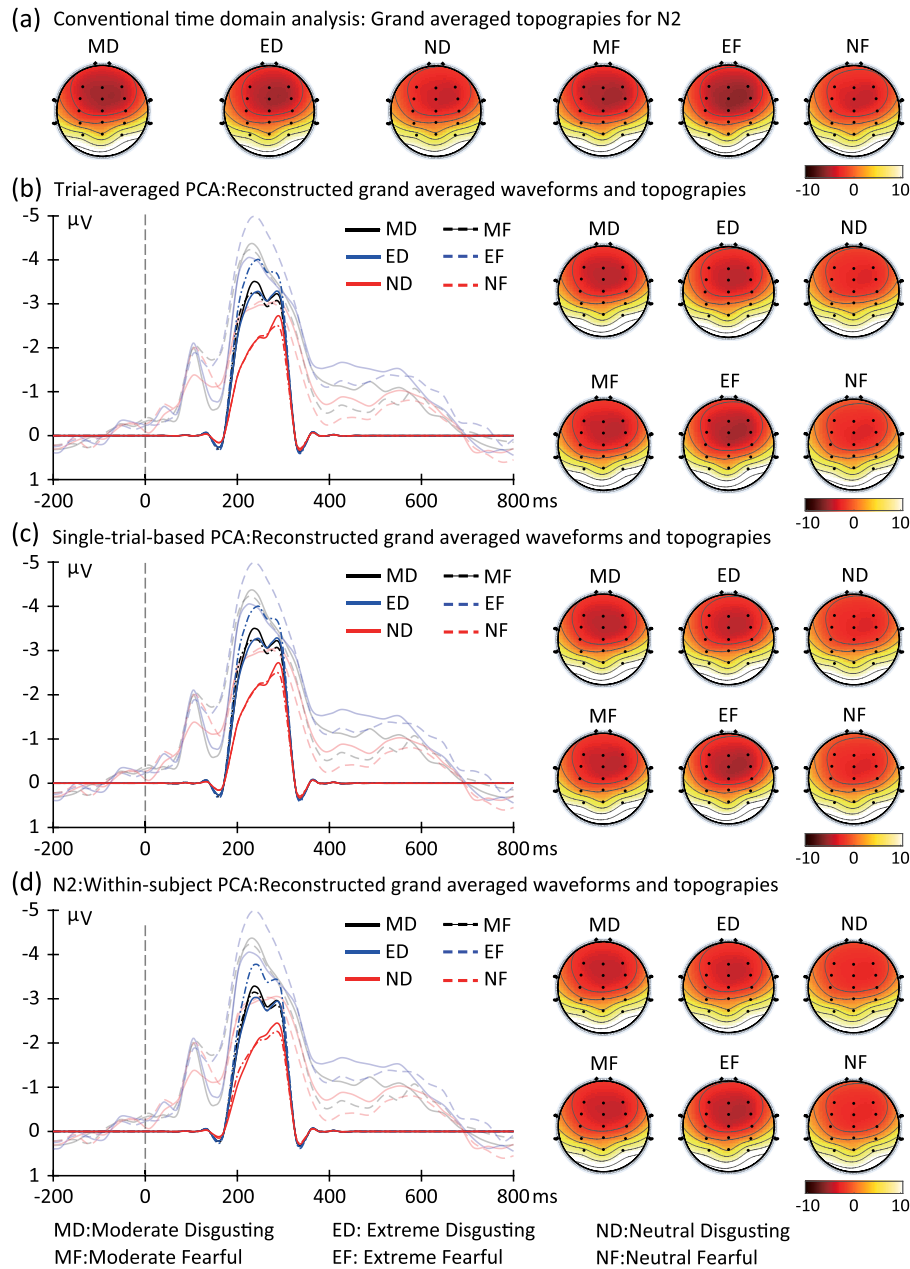 (a) Conventional time domain analysis: Grand averaged topograpies for N2
MD ED ND MF EF NF
-10 0 10
(b) Trial-averaged PCA:Reconstructed grand averaged waveforms and topograpies
-5
μV
-4
-3
-2
-1
0
1
-200 0 200 400 600 800 ms
MD MF
ED EF
ND NF
MD ED ND
MF EF NF
-10 0 10
(c) Single-trial-based PCA:Reconstructed grand averaged waveforms and topograpies
-5
μV
-4
-3
-2
-1
0
1
-200 0 200 400 600 800 ms
MD MF
ED EF
ND NF
MD ED ND
MF EF NF
-10 0 10
(d) N2:Within-subject PCA:Reconstructed grand averaged waveforms and topograpies
-5
μV
-4
-3
-2
-1
0
1
-200 0 200 400 600 800 ms
MD MF
ED EF
ND NF
MD ED ND
MF EF NF
-10 0 10
MD:Moderate Disgusting ED: Extreme Disgusting ND:Neutral Disgusting
MF:Moderate Fearful EF: Extreme Fearful NF:Neutral Fearful